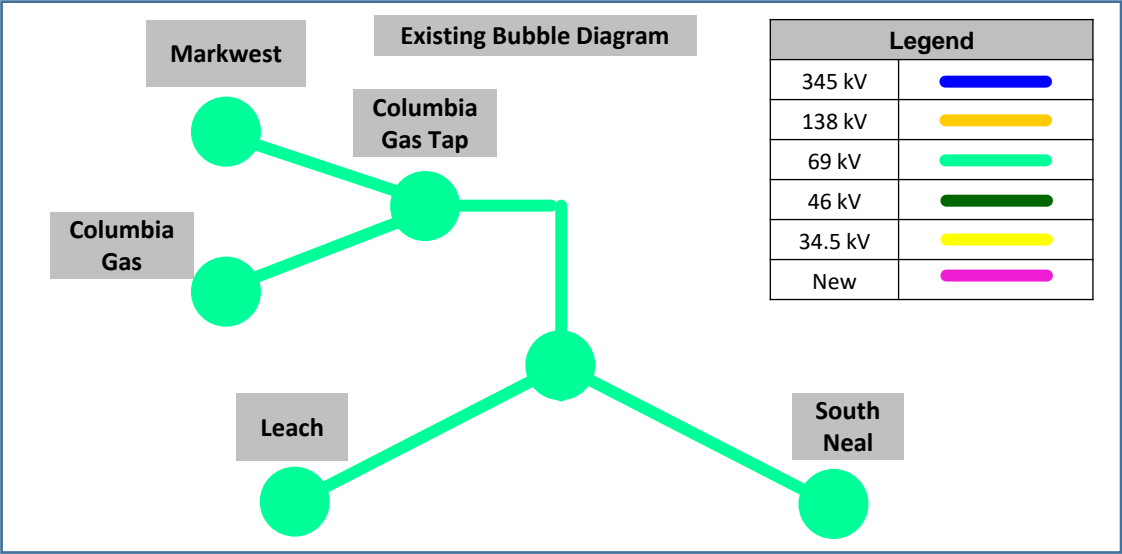 Existing Bubble Diagram
Markwest
Columbia
Gas Tap
Columbia
Gas
Leach
South
Neal
Legend
345 kV
138 kV
69 kV
46 kV
34.5 kV
New